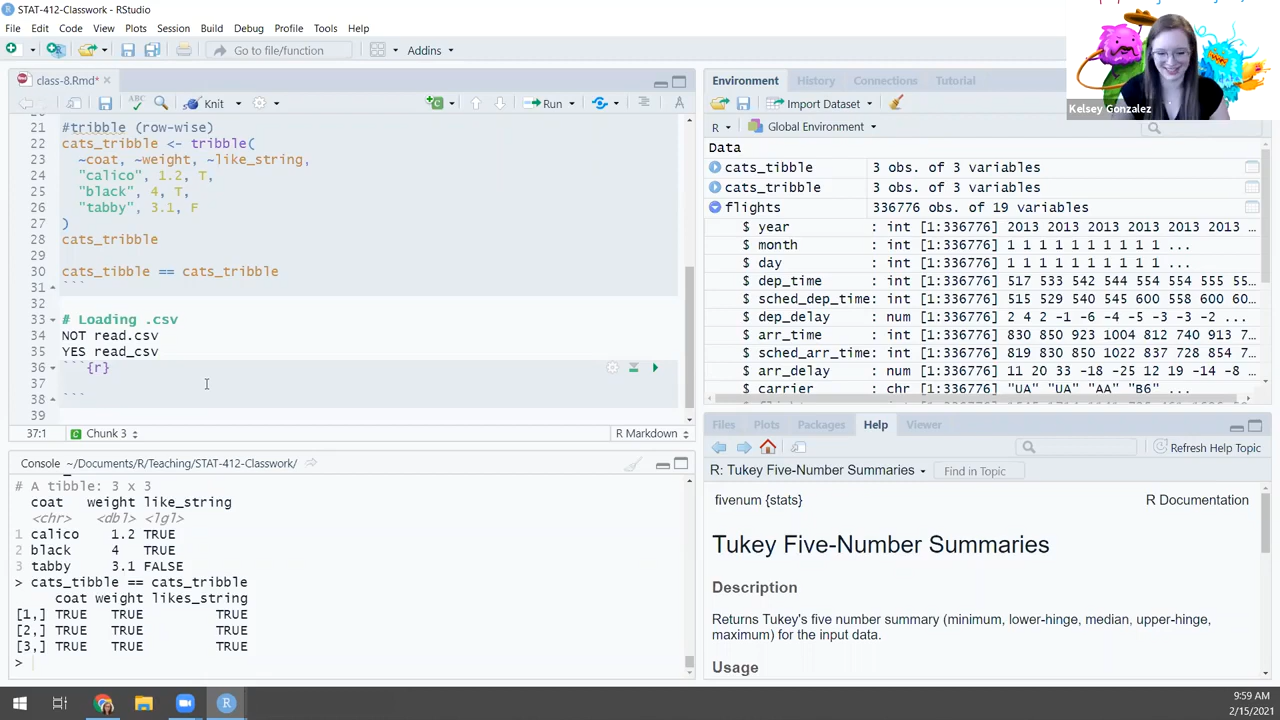 STAT-412-Classwork - RStudio
File Edit Code View Plots Session Build Debug Profile Tools Help
Go to file/function
Addins
Kelsey Gonzalez
class-8.Rmd*
ABC
Knit
Run
21 #tribble (row-wise)
22 cats_tribble <- tribble(
23 ~coat, ~weight, ~like_string,
24 "calico", 1.2, T,
25 "black", 4, T,
26 "tabby", 3.1, F
27 )
28 cats_tribble
29
30 cats_tibble == cats_tribble
31 ```
32
33 # Loading .csv
34 NOT read.csv
35 YES read_csv
36 ```{r}
37
38 ```
39
37:1 Chunk 3 R Markdown
Console ~/Documents/R/Teaching/STAT-412-Classwork/
# A tibble: 3 x 3
coat weight like_string
<chr> <dbl> <lgl>
1 calico 1.2 TRUE
2 black 4 TRUE
3 tabby 3.1 FALSE
> cats_tibble == cats_tribble
coat weight likes_string
[1,] TRUE TRUE TRUE
[2,] TRUE TRUE TRUE
[3,] TRUE TRUE TRUE
>
Environment History Connections Tutorial
Import Dataset
R Global Environment
Data
cats_tibble 3 obs. of 3 variables
cats_tribble 3 obs. of 3 variables
flights 336776 obs. of 19 variables
$ year : int [1:336776] 2013 2013 2013 2013 2013 2013 …
$ month : int [1:336776] 1 1 1 1 1 1 1 1 1 1 ...
$ day : int [1:336776] 1 1 1 1 1 1 1 1 1 1 ...
$ dep_time : int [1:336776] 517 533 542 544 554 554 555 55…
$ sched_dep_time: int [1:336776] 515 529 540 545 600 558 600 60…
$ dep_delay : num [1:336776] 2 4 2 -1 -6 -4 -5 -3 -3 -2 ...
$ arr_time : int [1:336776] 830 850 923 1004 812 740 913 7…
$ sched_arr_time: int [1:336776] 819 830 850 1022 837 728 854 7…
$ arr_delay : num [1:336776] 11 20 33 -18 -25 12 19 -14 -8 …
$ carrier : chr [1:336776] "UA" "UA" "AA" "B6" ...
Files Plots Packages Help Viewer
Refresh Help Topic
R: Tukey Five-Number Summaries Find in Topic
fivenum {stats} R Documentation
Tukey Five-Number Summaries
Description
Returns Tukey's five number summary (minimum, lower-hinge, median, upper-hinge,
maximum) for the input data.
Usage
9:59 AM
2/15/2021